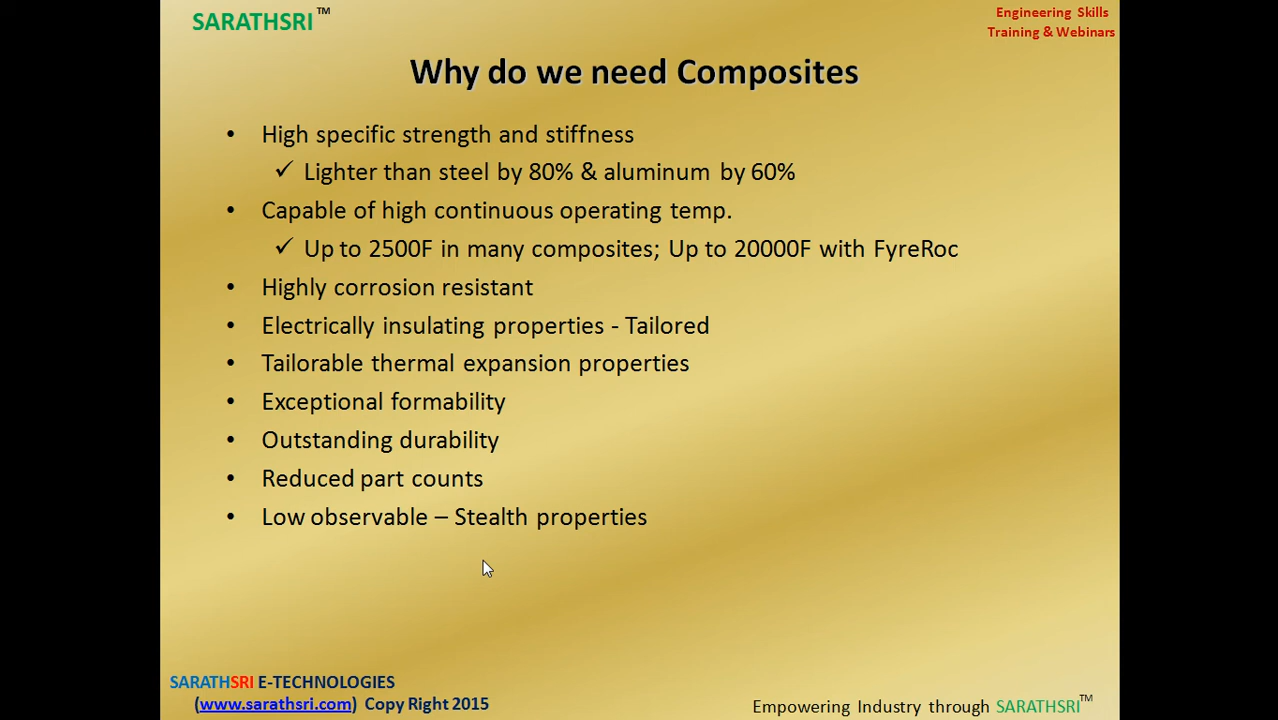 SARATHSRI™
Engineering Skills
Training & Webinars
Why do we need Composites
• High specific strength and stiffness
✓ Lighter than steel by 80% & aluminum by 60%
• Capable of high continuous operating temp.
✓ Up to 2500F in many composites; Up to 20000F with FyreRoc
• Highly corrosion resistant
• Electrically insulating properties - Tailored
• Tailorable thermal expansion properties
• Exceptional formability
• Outstanding durability
• Reduced part counts
• Low observable – Stealth properties
SARATHSRI E-TECHNOLOGIES
(www.sarathsri.com) Copy Right 2015
Empowering Industry through SARATHSRI™